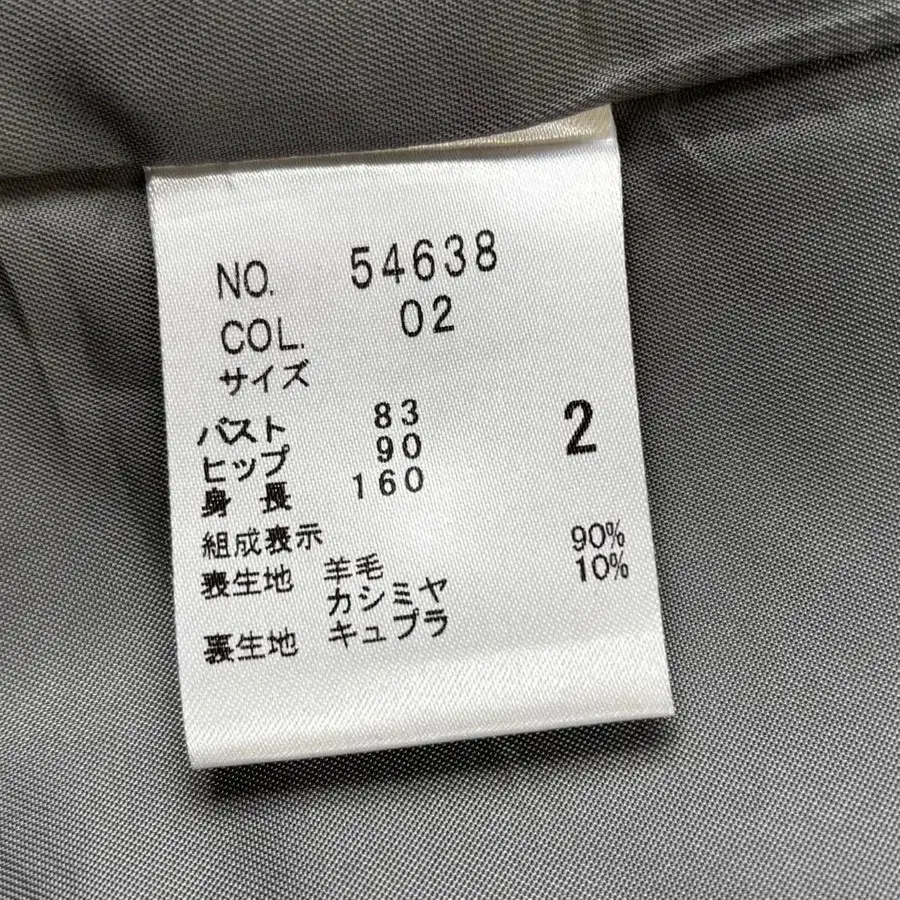 NO. 54638
COL. 02
サイズ
バスト 83
ヒップ 90 2
身長 160
組成表示
表生地 羊毛 90%
カシミヤ 10%
裏生地 キュプラ